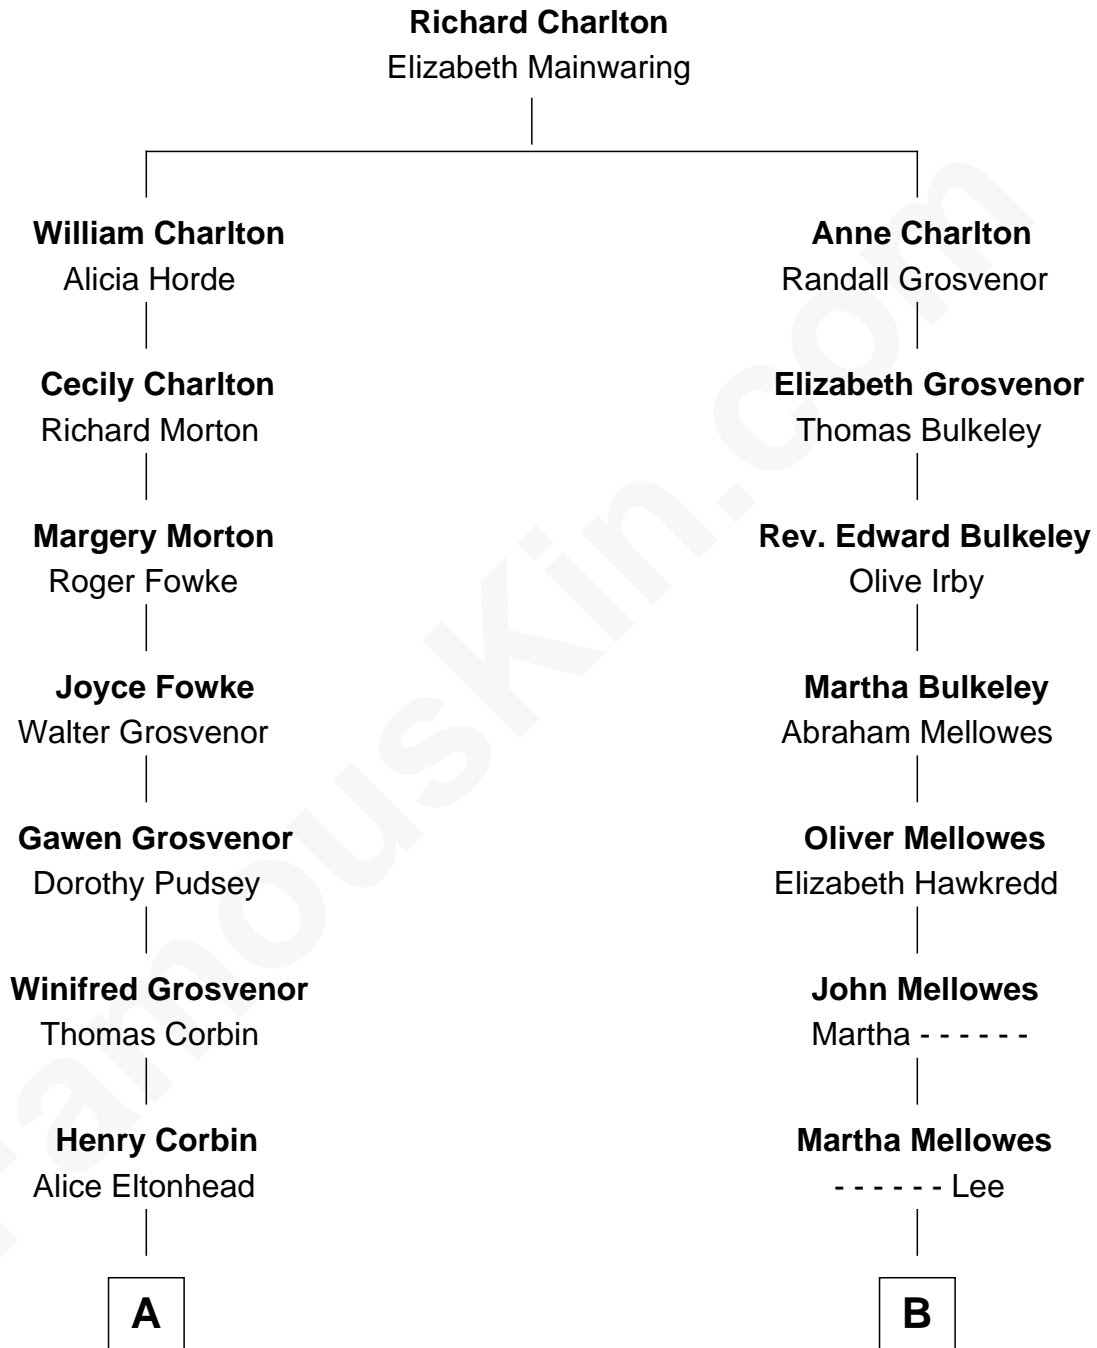 Richard Charlton
Elizabeth Mainwaring
William Charlton
Alicia Horde
Anne Charlton
Randall Grosvenor
Cecily Charlton
Richard Morton
Elizabeth Grosvenor
Thomas Bulkeley
Margery Morton
Roger Fowke
Rev. Edward Bulkeley
Olive Irby
Joyce Fowke
Walter Grosvenor
Martha Bulkeley
Abraham Mellowes
Gawen Grosvenor
Dorothy Pudsey
Oliver Mellowes
Elizabeth Hawkredd
Winifred Grosvenor
Thomas Corbin
John Mellowes
Martha - - - - - -
Henry Corbin
Alice Eltonhead
Martha Mellowes
- - - - - - Lee
A
B
FamousKin.com